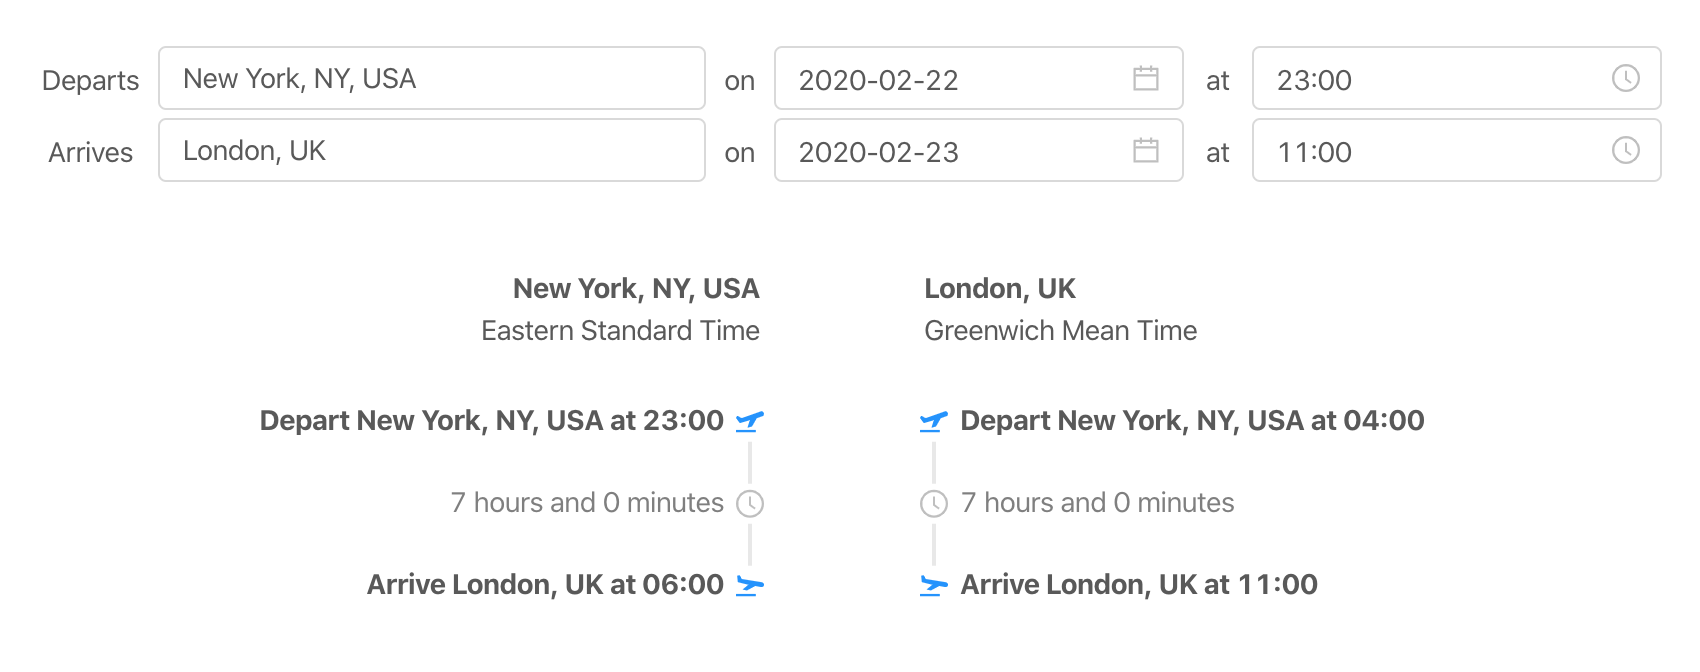 Departs New York, NY, USA on 2020-02-22 at 23:00
Arrives London, UK on 2020-02-23 at 11:00
New York, NY, USA London, UK
Eastern Standard Time Greenwich Mean Time
Depart New York, NY, USA at 23:00 Depart New York, NY, USA at 04:00
7 hours and 0 minutes 7 hours and 0 minutes
Arrive London, UK at 06:00 Arrive London, UK at 11:00